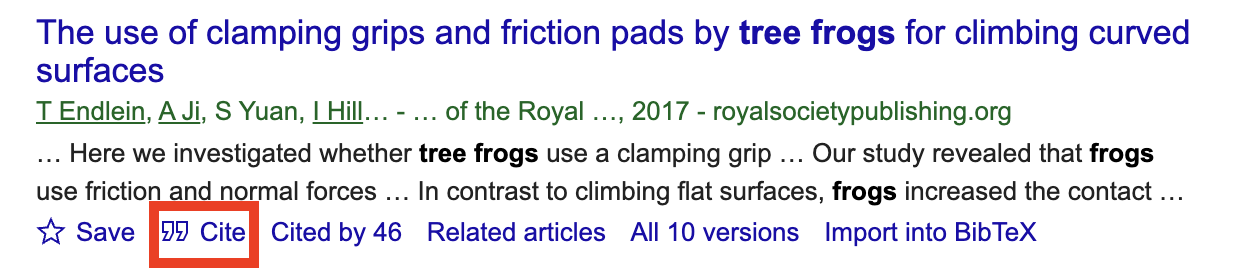 The use of clamping grips and friction pads by tree frogs for climbing curved
surfaces
T Endlein, A Ji, S Yuan, I Hill… - … of the Royal …, 2017 - royalsocietypublishing.org
… Here we investigated whether tree frogs use a clamping grip … Our study revealed that frogs
use friction and normal forces … In contrast to climbing flat surfaces, frogs increased the contact …
Save Cite Cited by 46 Related articles All 10 versions Import into BibTeX